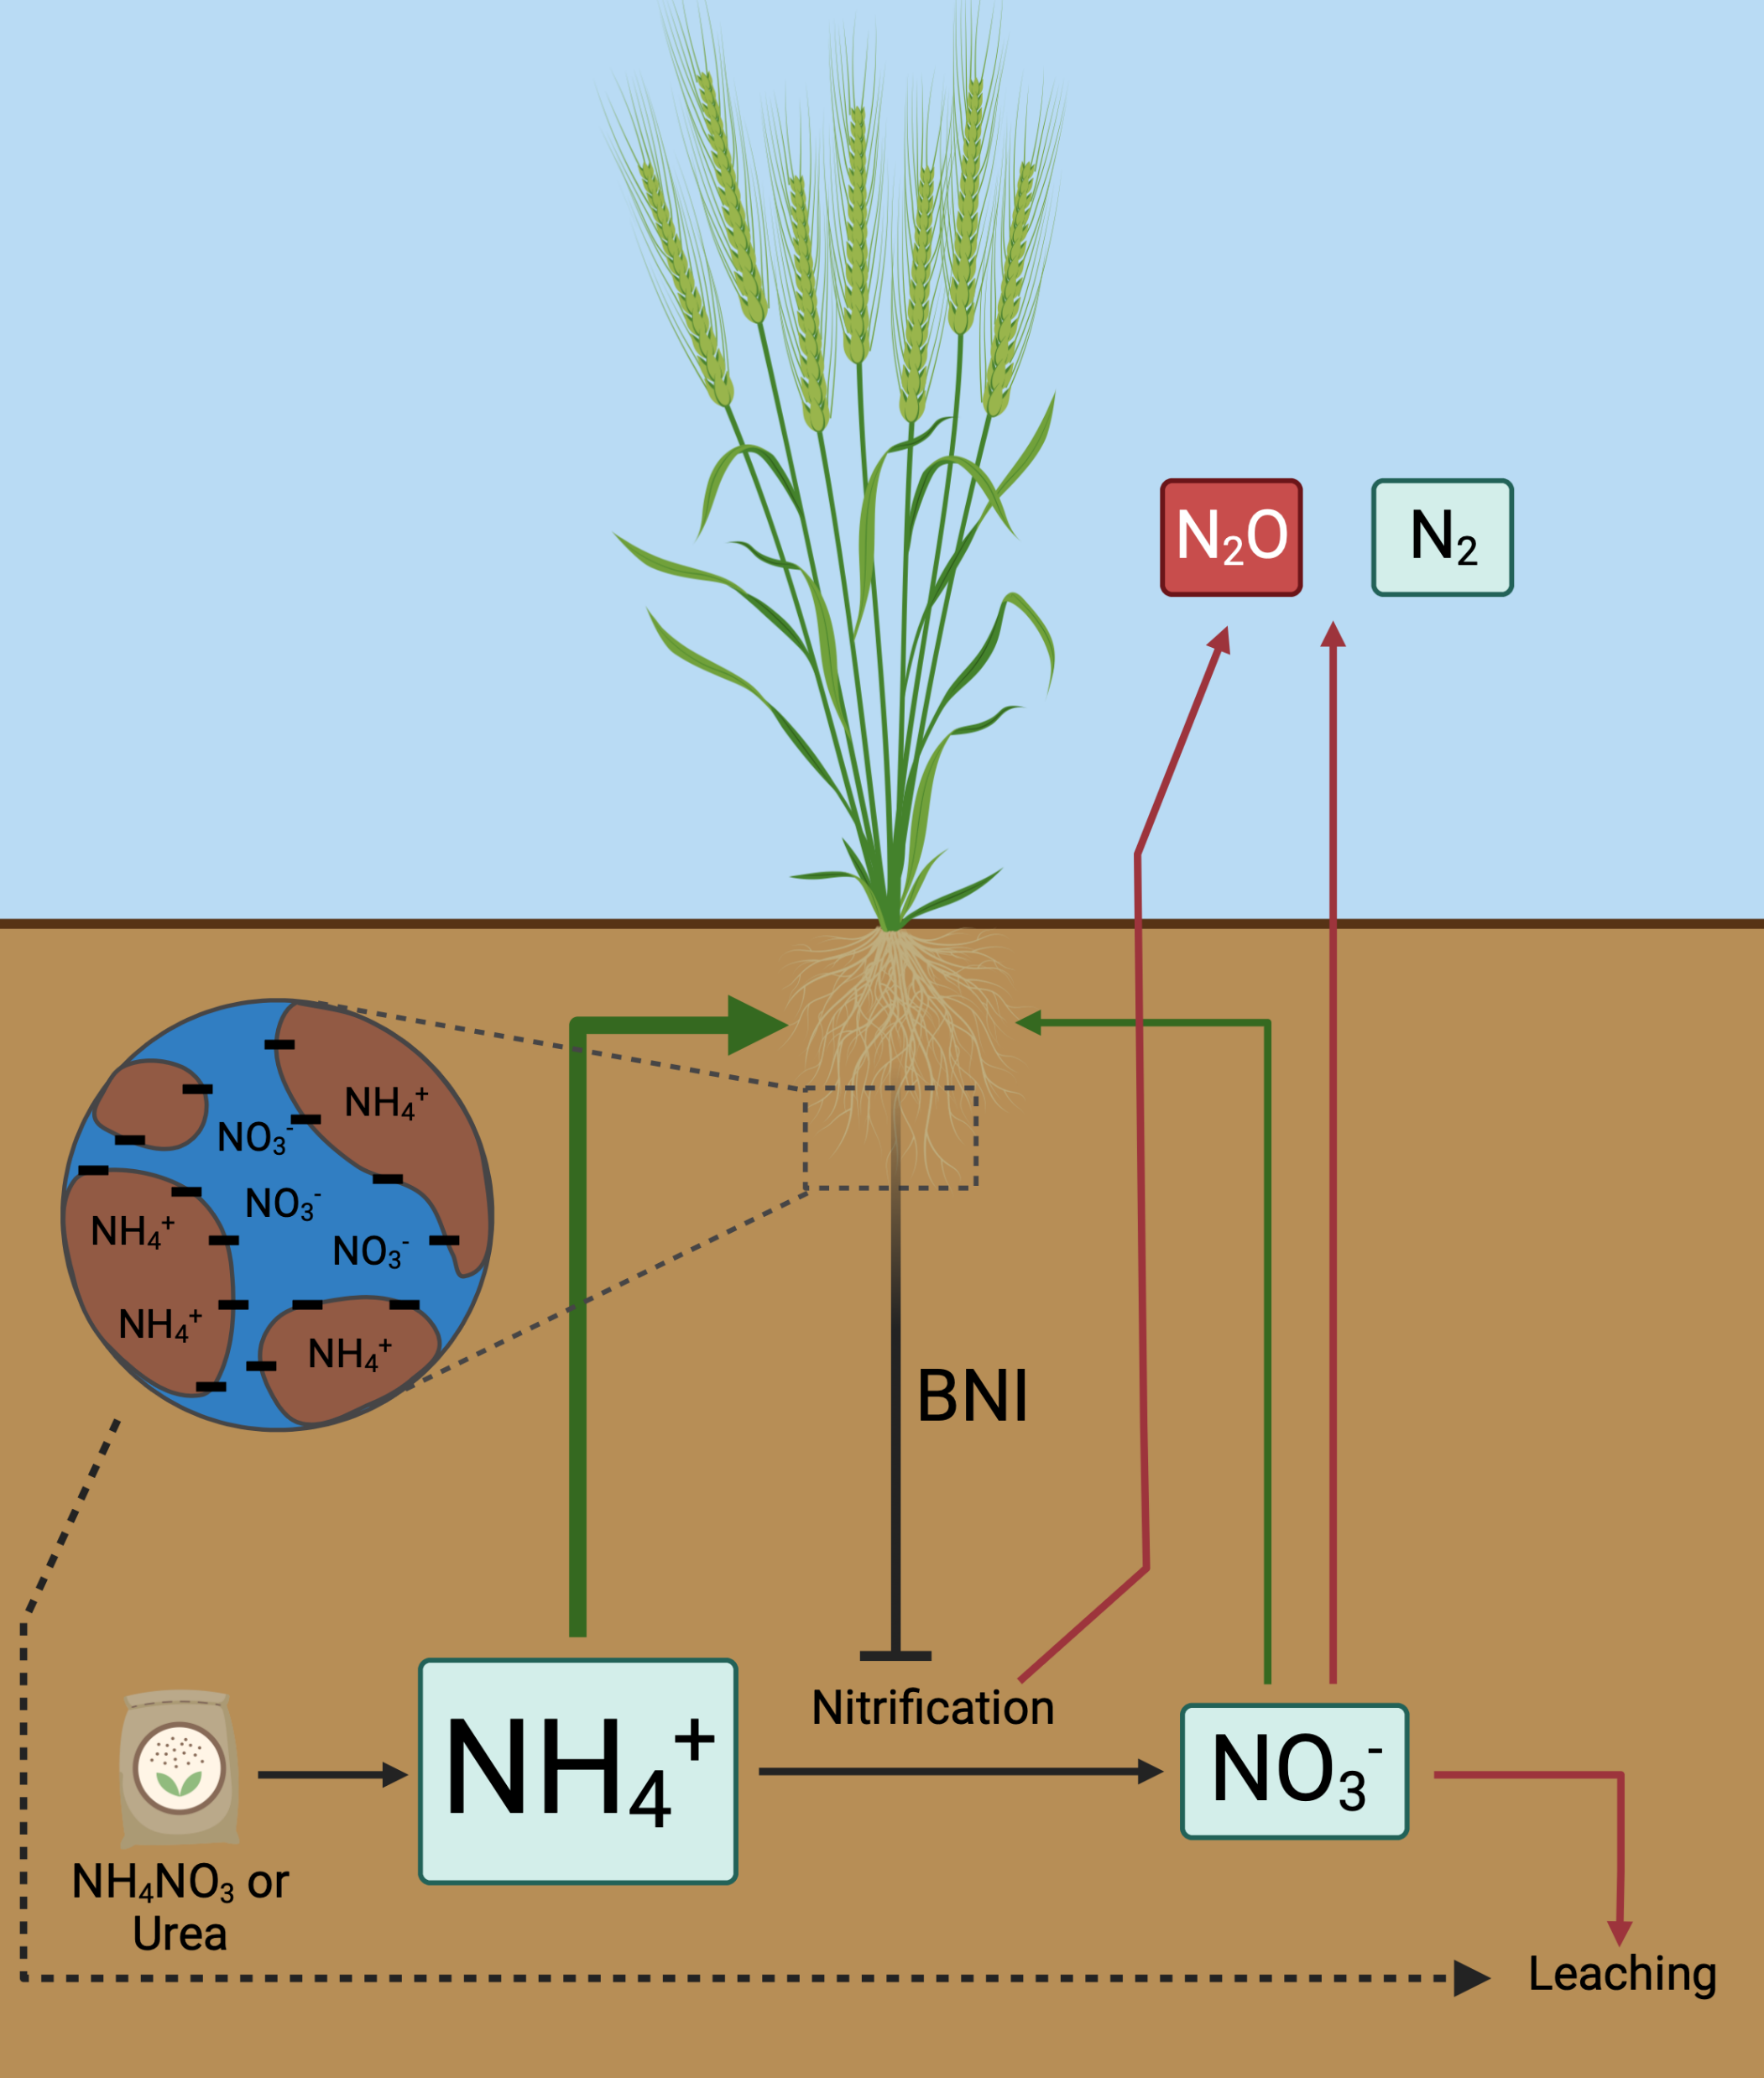 N₂O
N₂
NH₄⁺
NO₃⁻
NO₃⁻
NH₄⁺
NO₃⁻
NH₄⁺
NH₄⁺
BNI
Nitrification
NH₄⁺
NO₃⁻
NH₄NO₃ or
Urea
Leaching